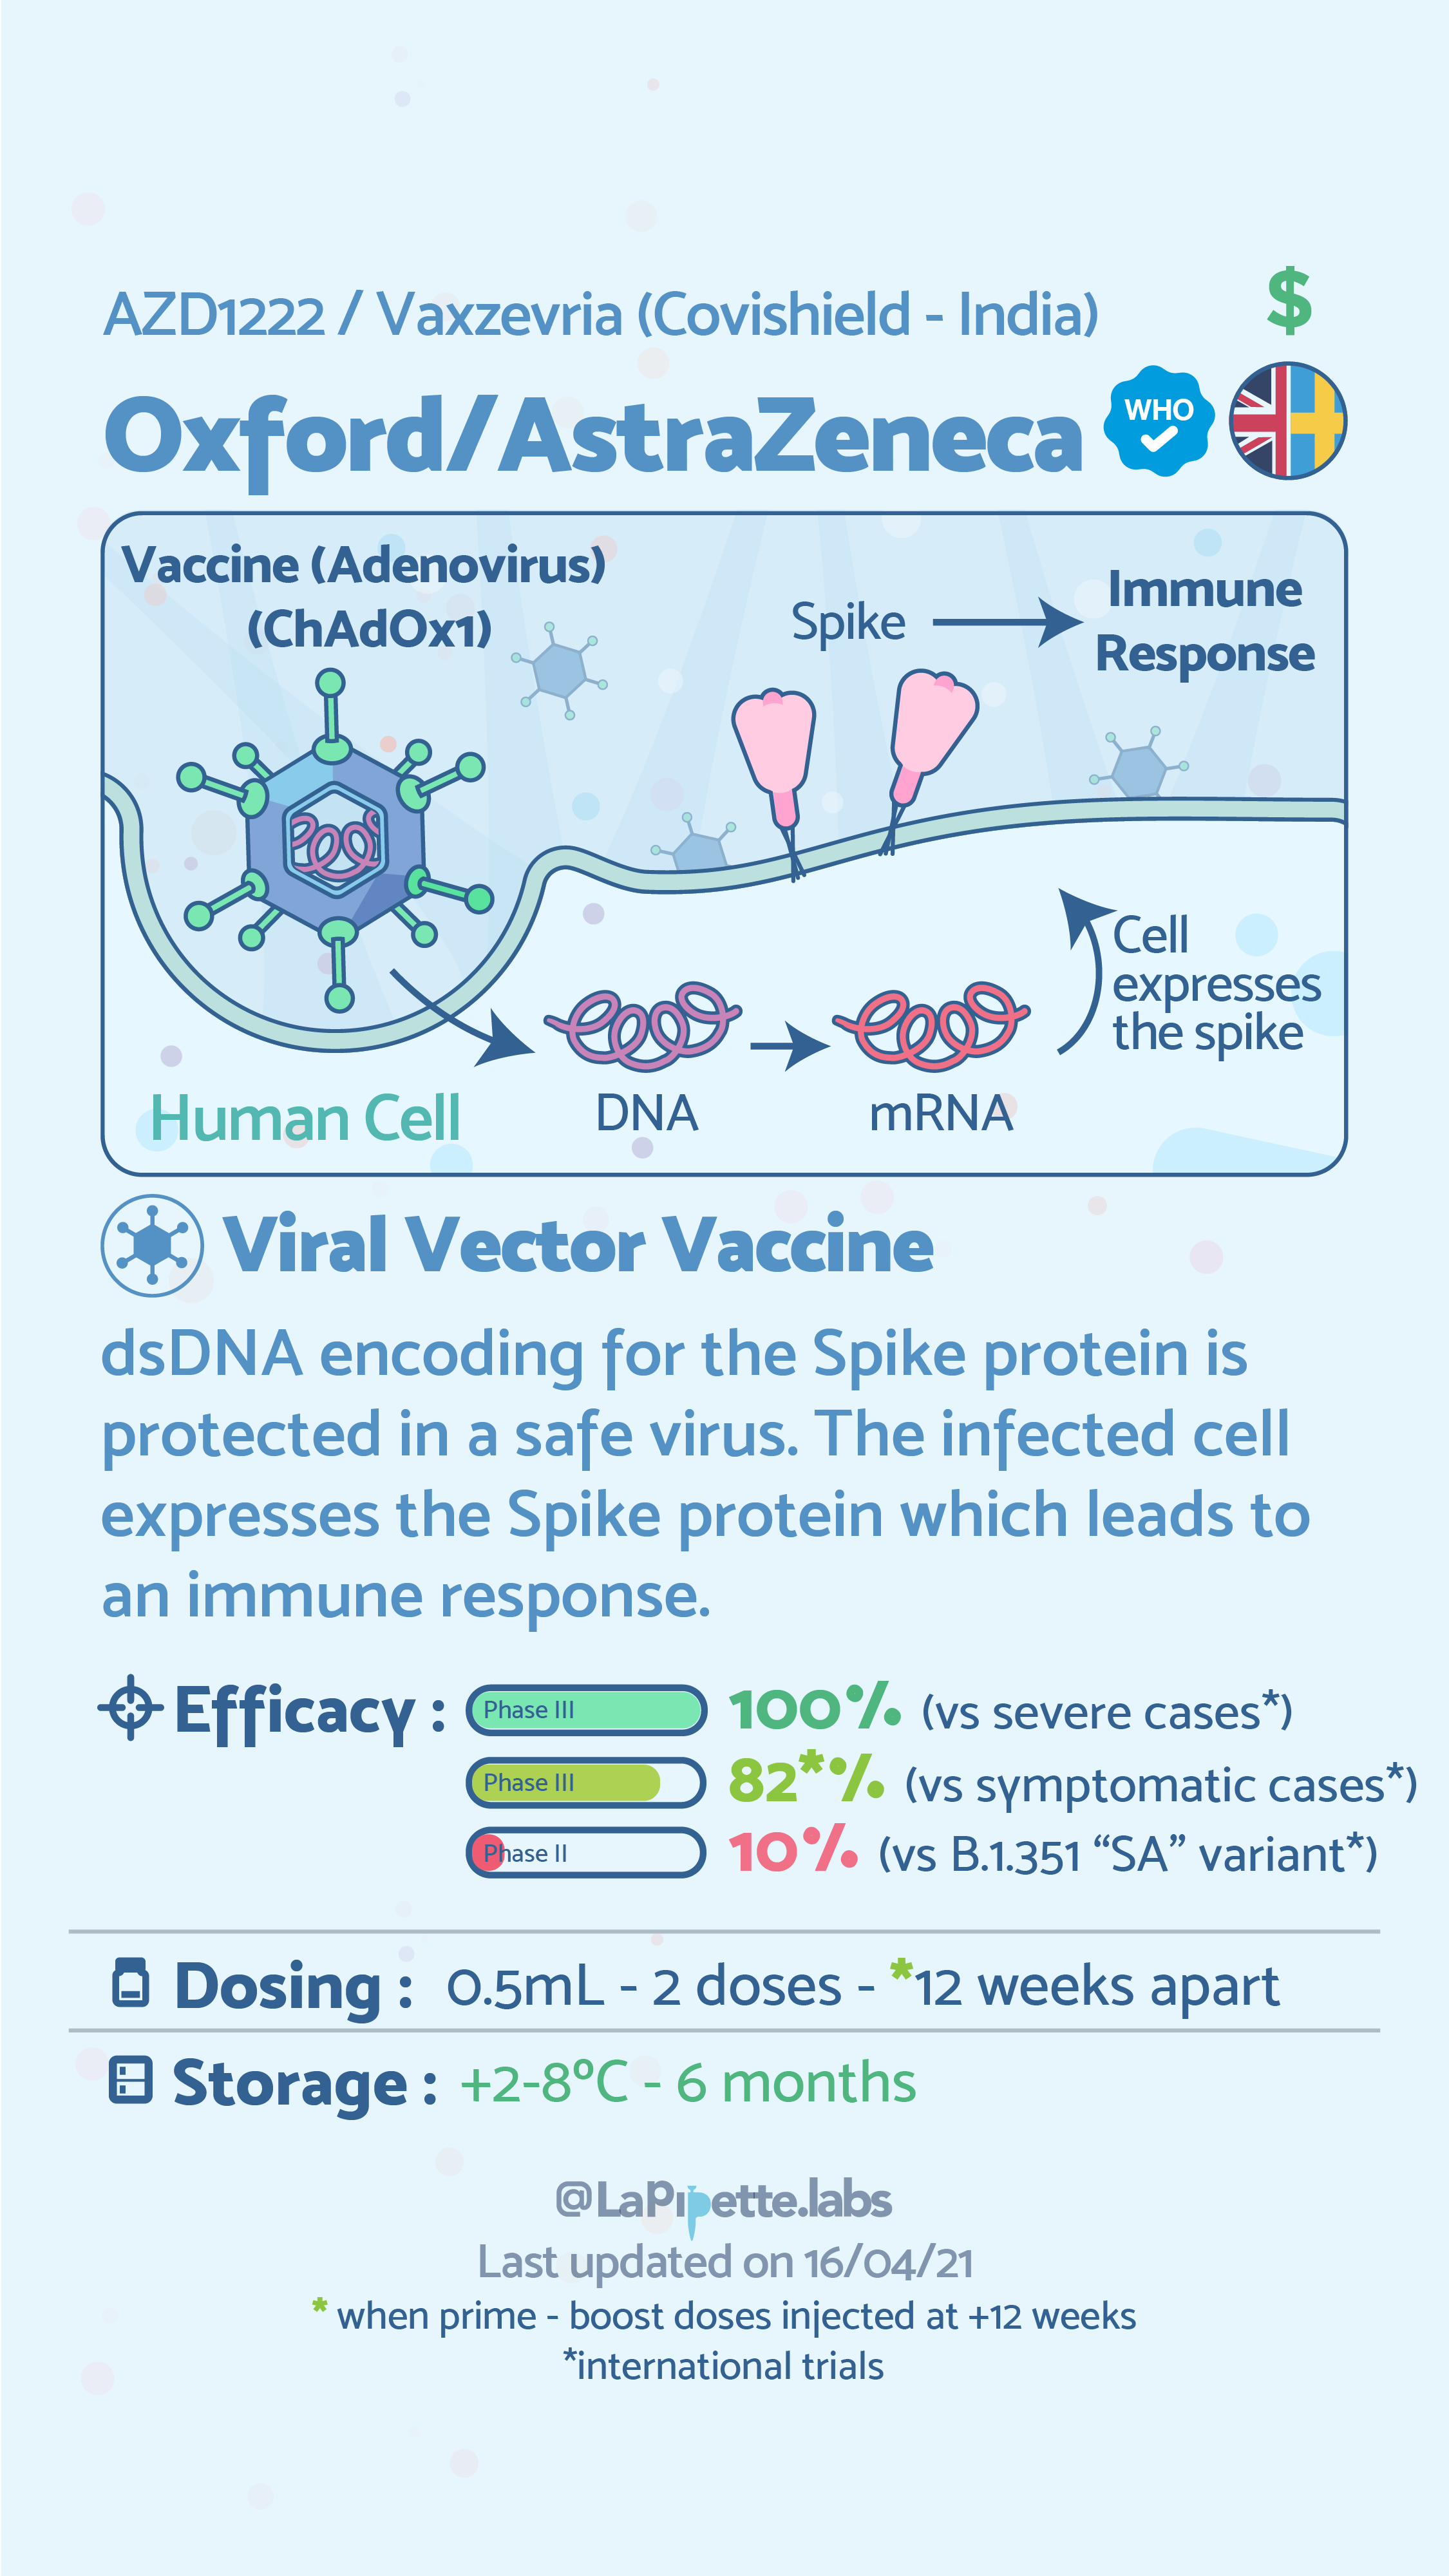 AZD1222 / Vaxzevria (Covishield - India)
$
Oxford/AstraZeneca
WHO
Vaccine (Adenovirus)
(ChAdOx1)
Spike
Immune
Response
Cell
expresses
the spike
Human Cell
DNA
mRNA
Viral Vector Vaccine
dsDNA encoding for the Spike protein is
protected in a safe virus. The infected cell
expresses the Spike protein which leads to
an immune response.
Efficacy : Phase III 100% (vs severe cases*)
Phase III 82*% (vs symptomatic cases*)
Phase II 10% (vs B.1.351 “SA” variant*)
Dosing : 0.5mL - 2 doses - *12 weeks apart
Storage : +2-8°C - 6 months
@LaPipette.labs
Last updated on 16/04/21
* when prime - boost doses injected at +12 weeks
*international trials